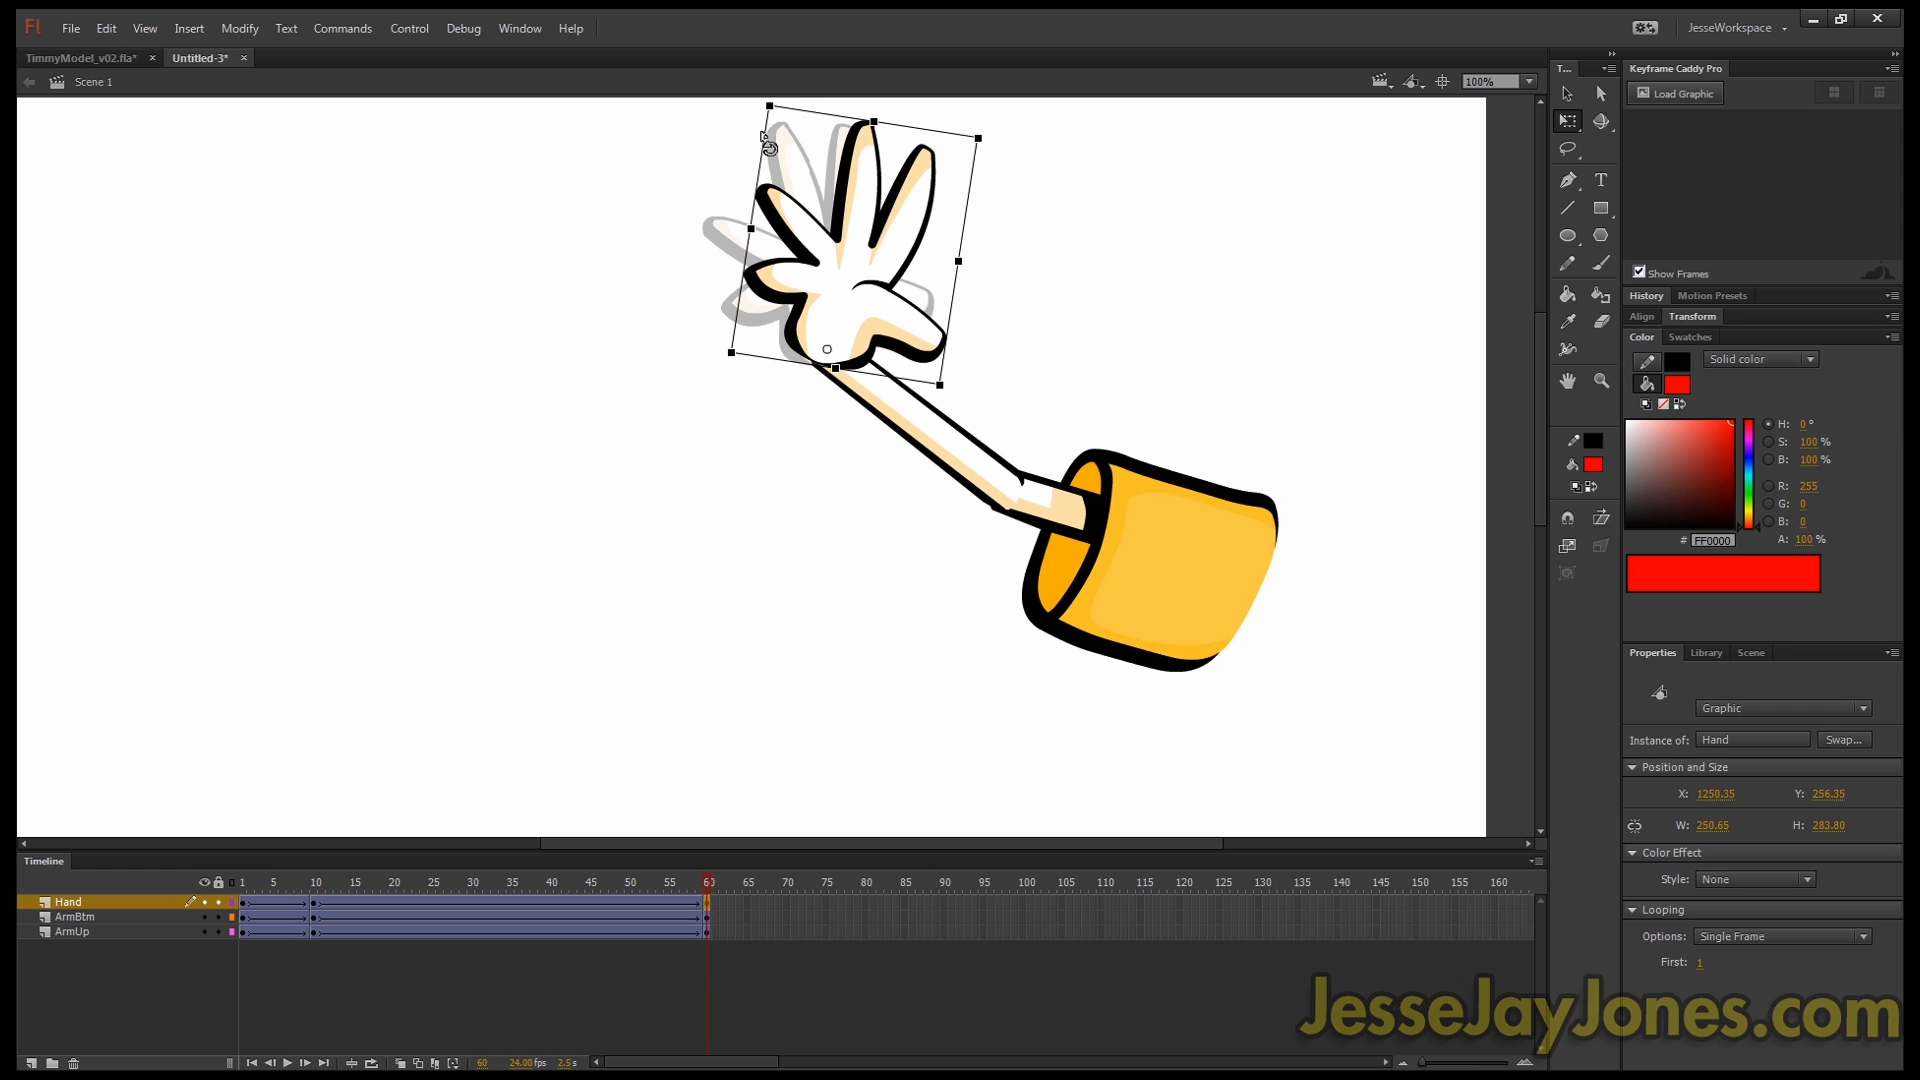 Fl File Edit View Insert Modify Text Commands Control Debug Window Help JesseWorkspace
TimmyModel_v02.fla* × Untitled-3* ×
Scene 1 100%
T...
Keyframe Caddy Pro
Load Graphic
Show Frames
History Motion Presets
Align Transform
Color Swatches
Solid color
H: 0 °
S: 100 %
B: 100 %
R: 255
G: 0
B: 0
# FF0000 A: 100 %
Properties Library Scene
Graphic
Instance of: Hand Swap...
Position and Size
X: 1250.35 Y: 256.35
W: 250.65 H: 283.80
Color Effect
Style: None
Looping
Options: Single Frame
First: 1
Timeline
1 5 10 15 20 25 30 35 40 45 50 55 60 65 70 75 80 85 90 95 100 105 110 115 120 125 130 135 140 145 150 155 160
Hand
ArmBtm
ArmUp
60 24.00 fps 2.5 s
JesseJayJones.com